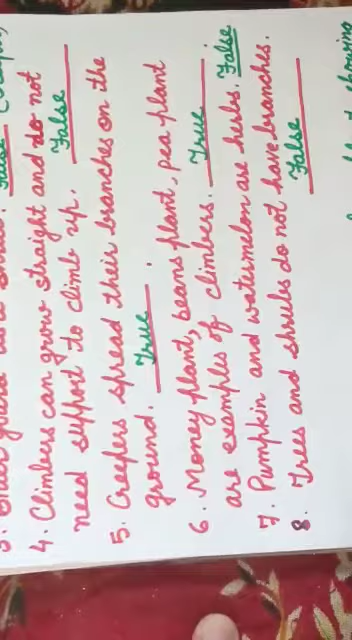 4. Climbers can grow straight and do not
need support to climb up. False
5. Creepers spread their branches on the
ground. True.
6. Money plant, beans plant, pea plant
are examples of climbers. True.
7. Pumpkin and watermelon are herbs. False
8. Trees and shrubs do not have branches.
False